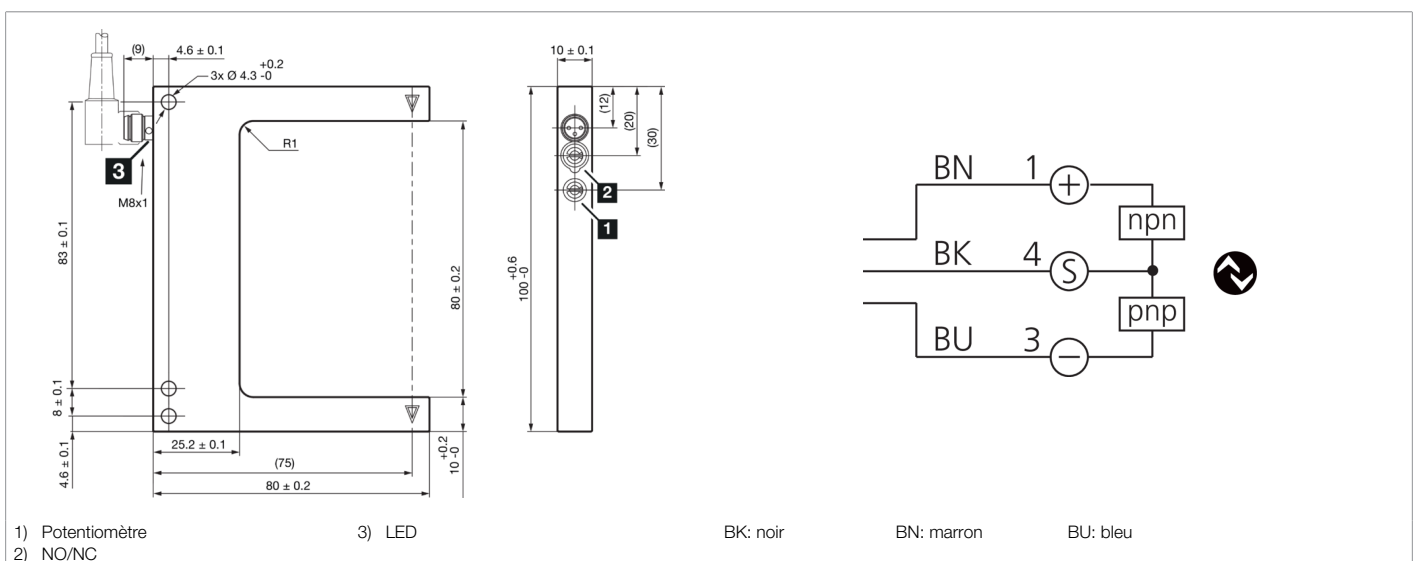 (9)
4.6 ± 0.1
3x Ø 4.3 +0.2 -0
R1
3
M8x1
83 ± 0.1
8 ± 0.1
4.6 ± 0.1
25.2 ± 0.1
(75)
80 ± 0.2
80 ± 0.2
10 +0.2 -0
10 ± 0.1
(12)
(20)
(30)
2
1
100 +0.6 -0
BN 1 +
npn
BK 4 S
pnp
BU 3 −
1) Potentiomètre 3) LED BK: noir BN: marron BU: bleu
2) NO/NC